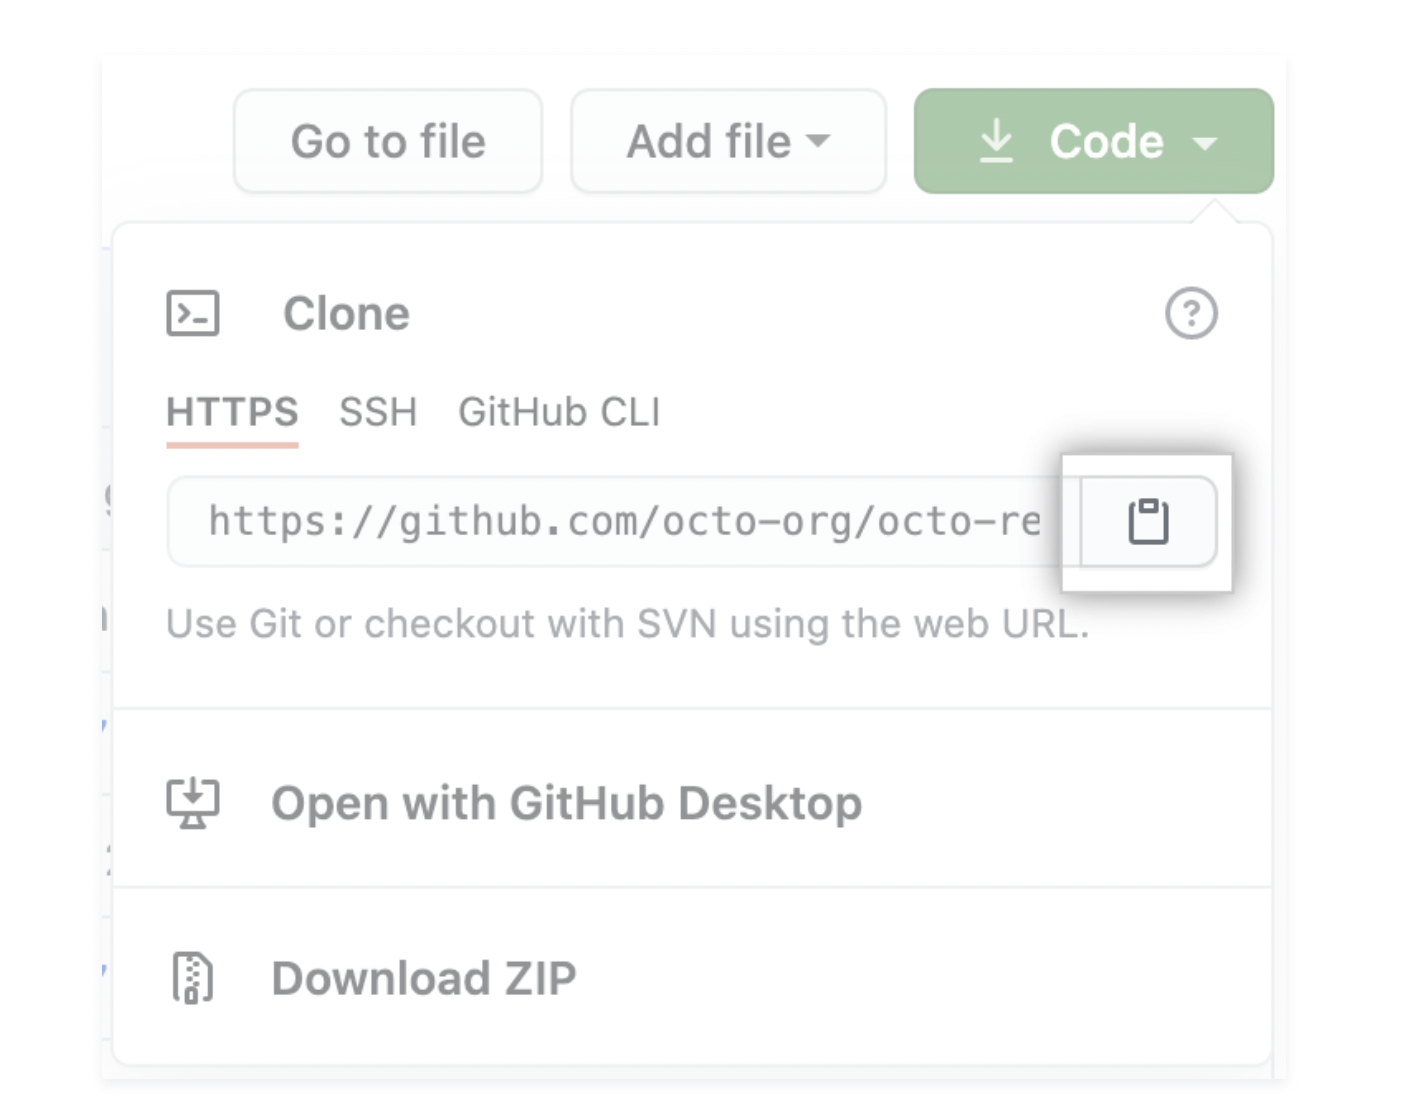 Go to file
Add file
Code
Clone
HTTPS SSH GitHub CLI
https://github.com/octo-org/octo-re
Use Git or checkout with SVN using the web URL.
Open with GitHub Desktop
Download ZIP